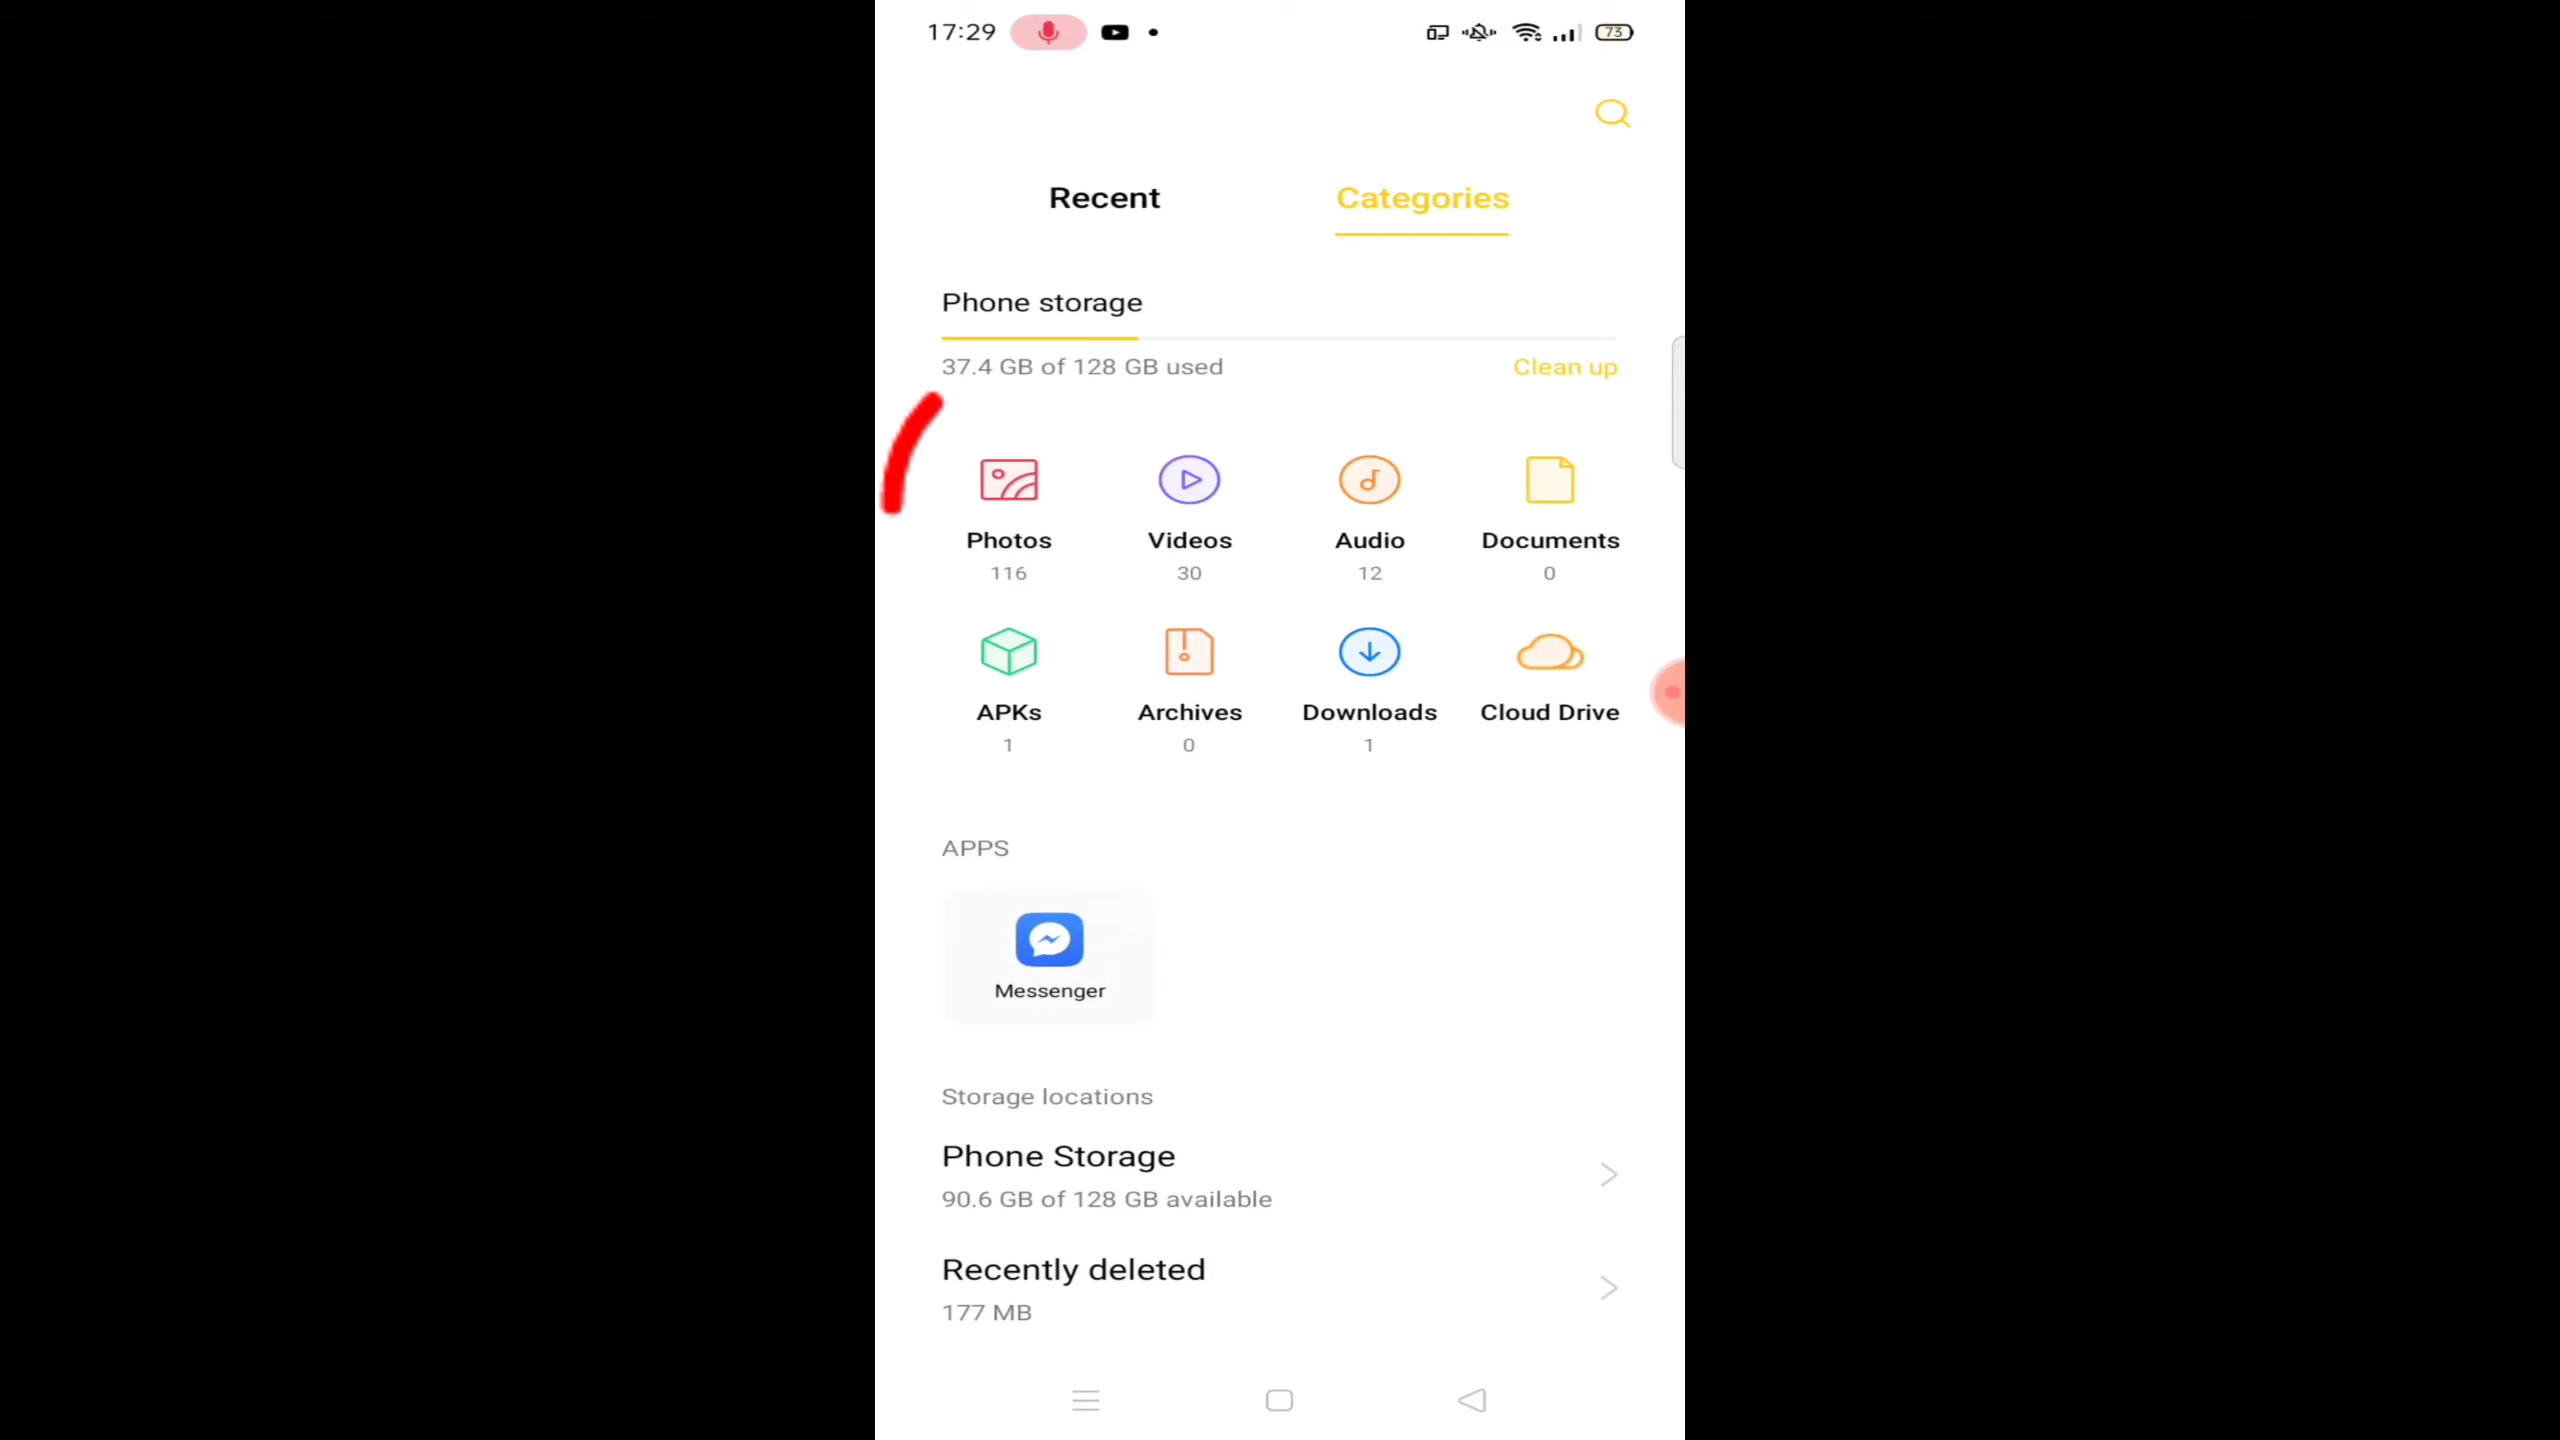 17:29
73
Recent Categories
Phone storage
37.4 GB of 128 GB used Clean up
Photos Videos Audio Documents
116 30 12 0
APKs Archives Downloads Cloud Drive
1 0 1
APPS
Messenger
Storage locations
Phone Storage
90.6 GB of 128 GB available
Recently deleted
177 MB